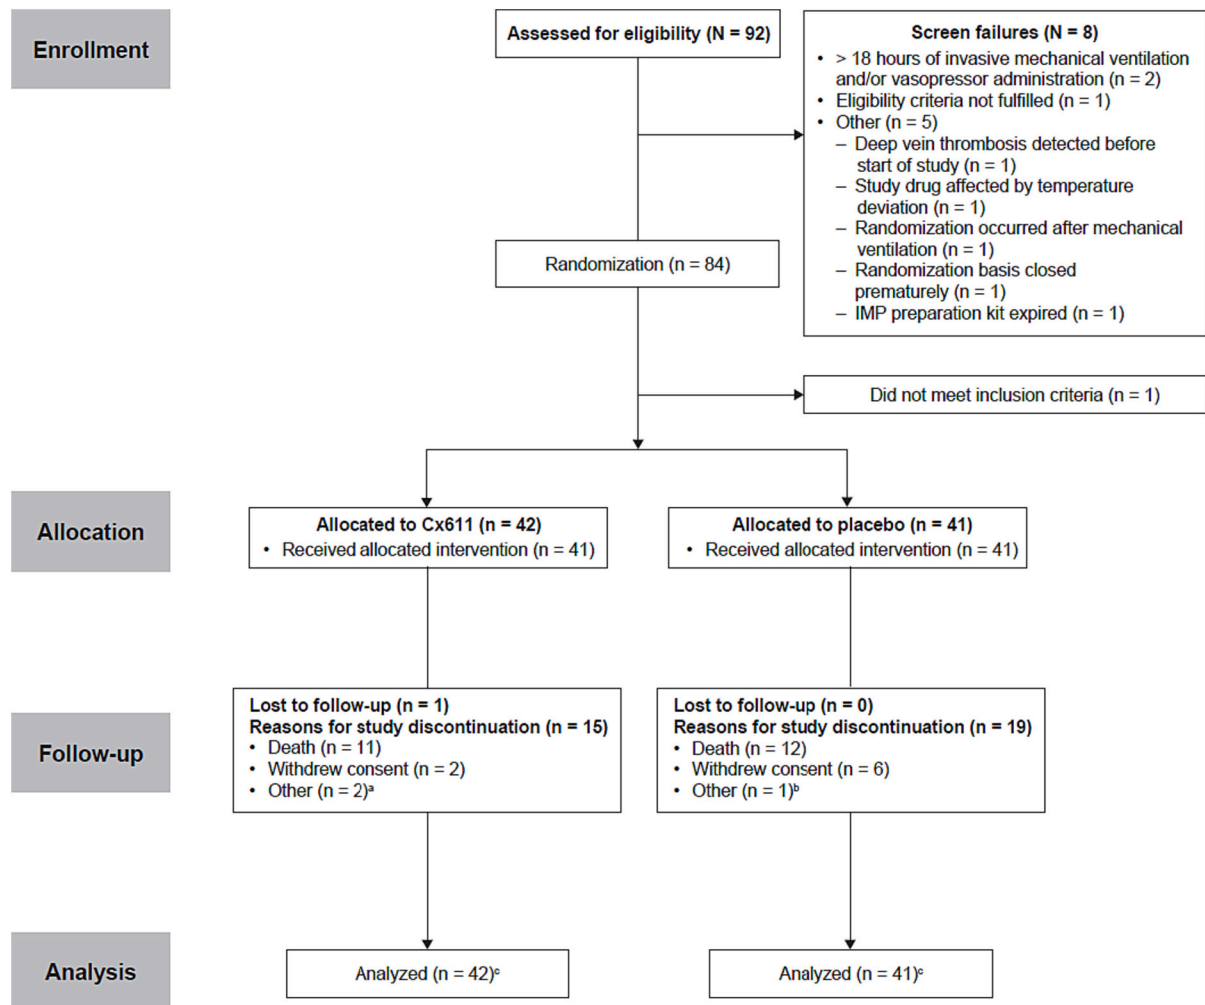 Enrollment
Assessed for eligibility (N = 92)
Screen failures (N = 8)
• > 18 hours of invasive mechanical ventilation
and/or vasopressor administration (n = 2)
• Eligibility criteria not fulfilled (n = 1)
• Other (n = 5)
– Deep vein thrombosis detected before
start of study (n = 1)
– Study drug affected by temperature
deviation (n = 1)
– Randomization occurred after mechanical
ventilation (n = 1)
– Randomization basis closed
prematurely (n = 1)
– IMP preparation kit expired (n = 1)
Randomization (n = 84)
Did not meet inclusion criteria (n = 1)
Allocation
Allocated to Cx611 (n = 42)
• Received allocated intervention (n = 41)
Allocated to placebo (n = 41)
• Received allocated intervention (n = 41)
Follow-up
Lost to follow-up (n = 1)
Reasons for study discontinuation (n = 15)
• Death (n = 11)
• Withdrew consent (n = 2)
• Other (n = 2)ᵃ
Lost to follow-up (n = 0)
Reasons for study discontinuation (n = 19)
• Death (n = 12)
• Withdrew consent (n = 6)
• Other (n = 1)ᵇ
Analysis
Analyzed (n = 42)ᶜ
Analyzed (n = 41)ᶜ